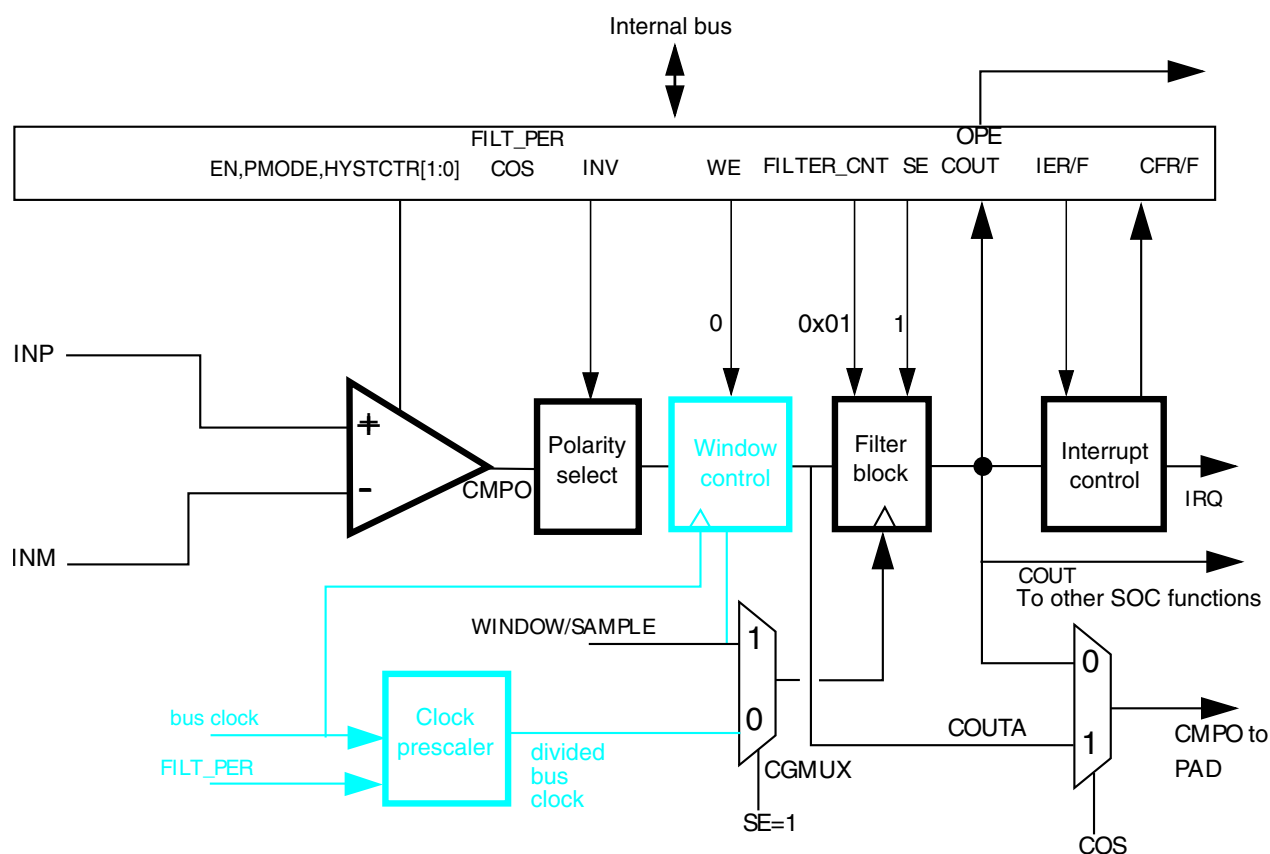 Internal bus
FILT_PER
OPE
EN,PMODE,HYSTCTR[1:0]
COS
INV
WE
FILTER_CNT
SE
COUT
IER/F
CFR/F
0
0x01
1
INP
+
-
INM
CMPO
Polarity
select
Window
control
Filter
block
Interrupt
control
IRQ
COUT
To other SOC functions
WINDOW/SAMPLE
1
0
CGMUX
SE=1
bus clock
FILT_PER
Clock
prescaler
divided
bus
clock
COUTA
0
1
CMPO to
PAD
COS